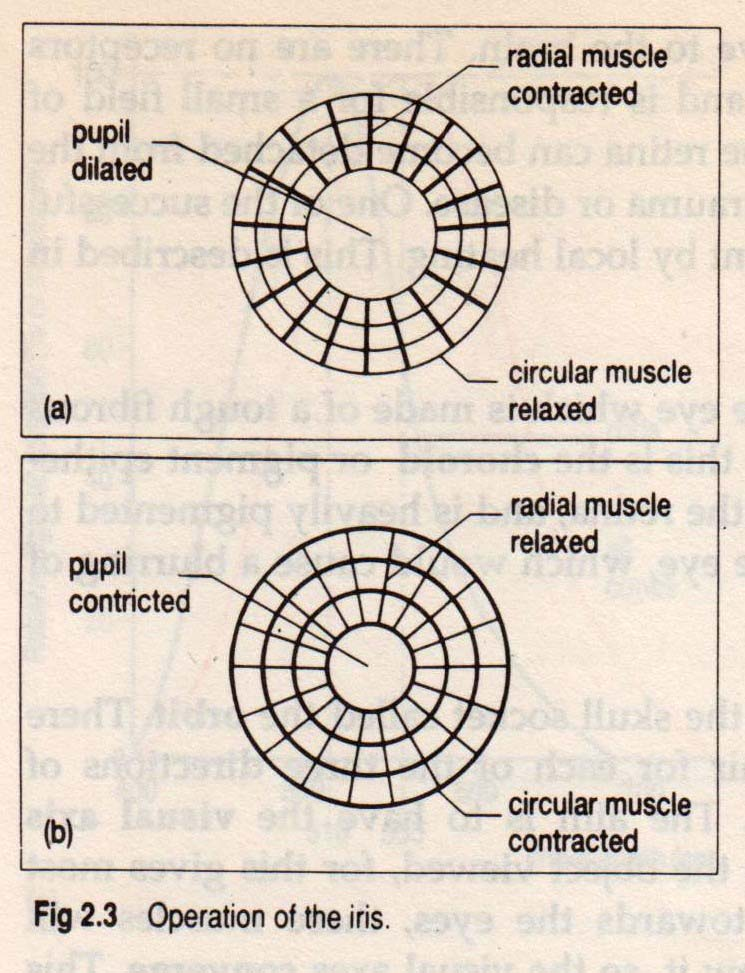 radial muscle
contracted
pupil
dilated
circular muscle
relaxed
(a)
radial muscle
relaxed
pupil
contricted
circular muscle
contracted
(b)
Fig 2.3 Operation of the iris.